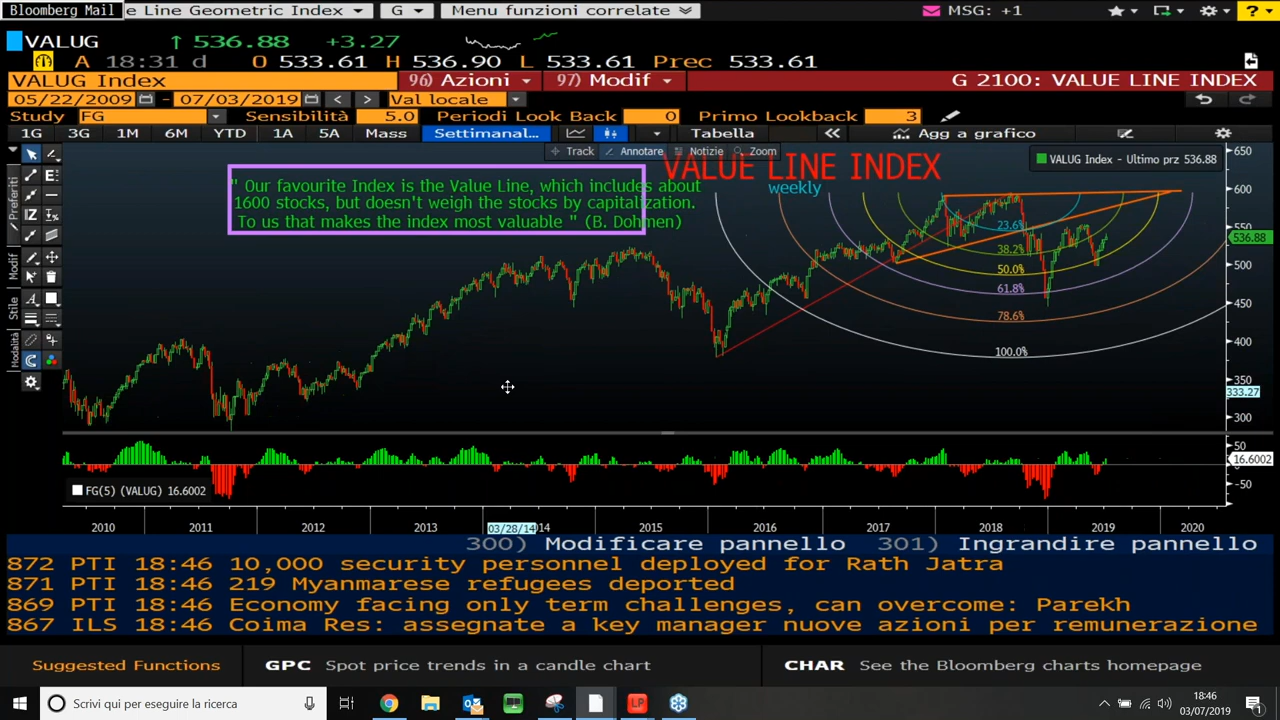 Bloomberg Mail e Line Geometric Index G Menu funzioni correlate MSG: +1
VALUG ↑ 536.88 +3.27
A 18:31 d O 533.61 H 536.90 L 533.61 Prec 533.61
VALUG Index 96) Azioni 97) Modif G 2100: VALUE LINE INDEX
05/22/2009 - 07/03/2019 < > Val locale
Study FG Sensibilità 5.0 Periodi Look Back 0 Primo Lookback 3
1G 3G 1M 6M YTD 1A 5A Mass Settimanal... Tabella Agg a grafico
Track Annotare Notizie Zoom
VALUE LINE INDEX
weekly
VALUG Index - Ultimo prz 536.88
" Our favourite Index is the Value Line, which includes about
1600 stocks, but doesn't weigh the stocks by capitalization.
To us that makes the index most valuable " (B. Dohmen)
Preferiti
Modif
Stile
Modalità
23.6%
38.2%
50.0%
61.8%
78.6%
100.0%
650
600
550
536.88
500
450
400
350
333.27
300
50
16.6002
-50
FG(5) (VALUG) 16.6002
2010 2011 2012 2013 03/28/14 14 2015 2016 2017 2018 2019 2020
300) Modificare pannello 301) Ingrandire pannello
872 PTI 18:46 10,000 security personnel deployed for Rath Jatra
871 PTI 18:46 219 Myanmarese refugees deported
869 PTI 18:46 Economy facing only term challenges, can overcome: Parekh
867 ILS 18:46 Coima Res: assegnate a key manager nuove azioni per remunerazione
Suggested Functions GPC Spot price trends in a candle chart CHAR See the Bloomberg charts homepage
Scrivi qui per eseguire la ricerca
LP
18:46
03/07/2019